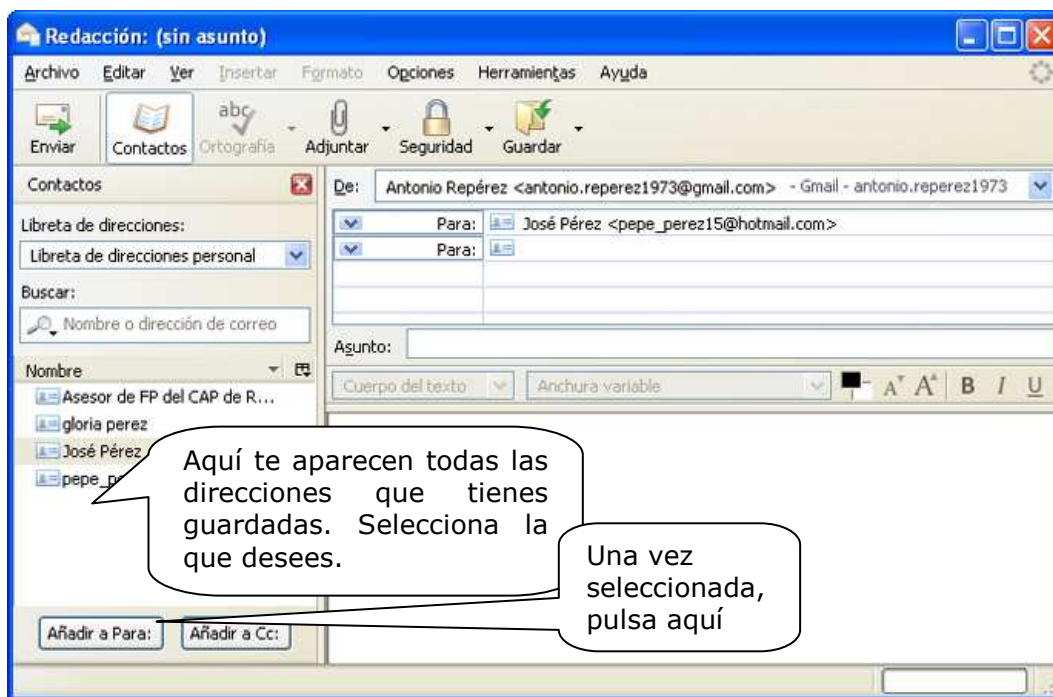 Redacción: (sin asunto)
Archivo Editar Ver Insertar Formato Opciones Herramientas Ayuda
Enviar Contactos Ortografía Adjuntar Seguridad Guardar
Contactos
Libreta de direcciones:
Libreta de direcciones personal
Buscar:
Nombre o dirección de correo
Nombre
Asesor de FP del CAP de R...
gloria perez
José Pérez
De: Antonio Repérez <antonio.reperez1973@gmail.com> - Gmail - antonio.reperez1973
Para: José Pérez <pepe_perez15@hotmail.com>
Para:
Asunto:
Cuerpo del texto Anchura variable A A B I U
Aquí te aparecen todas las
direcciones que tienes
guardadas. Selecciona la
que desees.
Una vez
seleccionada,
pulsa aquí
Añadir a Para: Añadir a Cc: